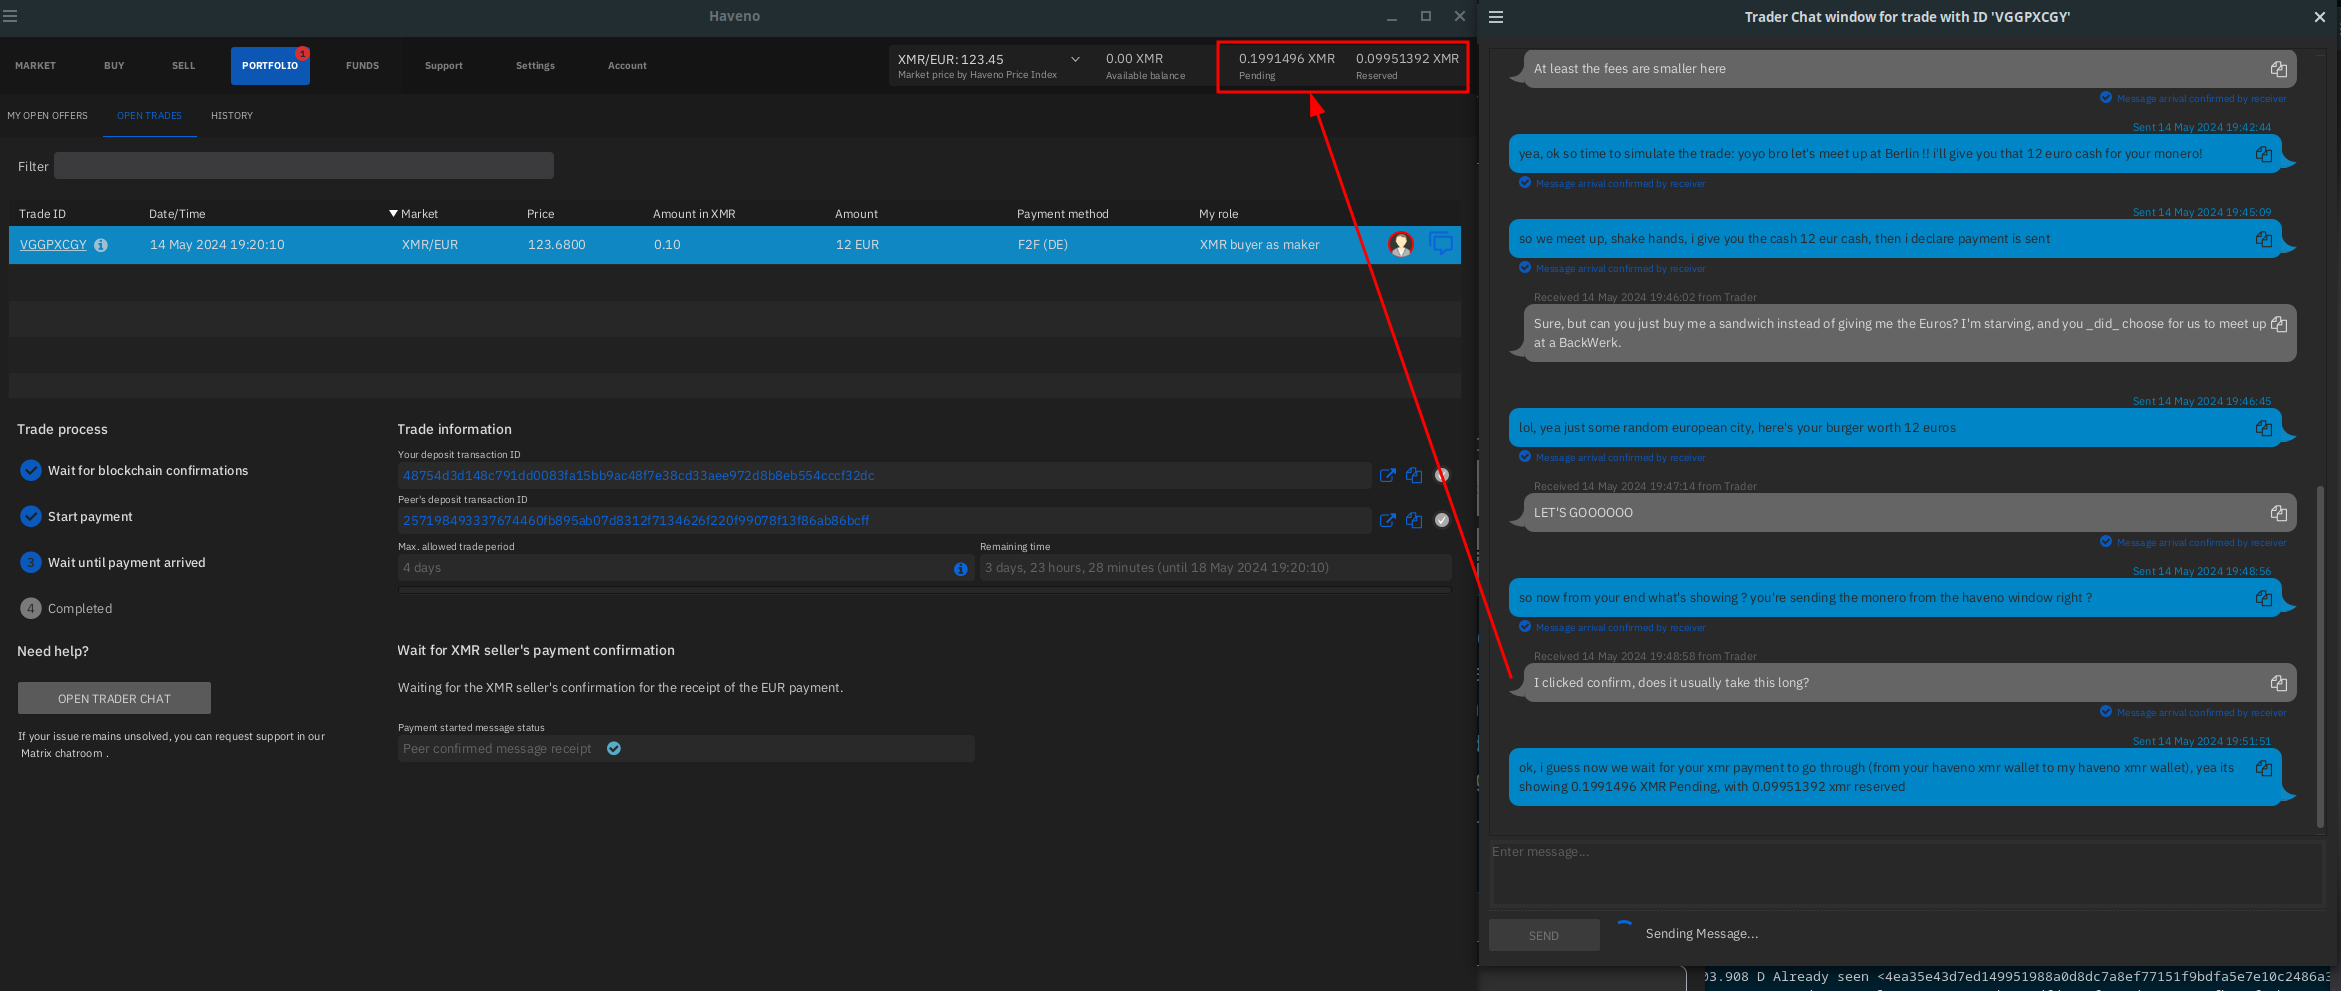 Haveno
MARKET
BUY
SELL
PORTFOLIO
1
FUNDS
Support
Settings
Account
XMR/EUR: 123.45
Market price by Haveno Price Index
0.00 XMR
Available balance
0.1991496 XMR
Pending
0.09951392 XMR
Reserved
MY OPEN OFFERS
OPEN TRADES
HISTORY
Filter
Trade ID
Date/Time
Market
Price
Amount in XMR
Amount
Payment method
My role
VGGPXCGY
14 May 2024 19:20:10
XMR/EUR
123.6800
0.10
12 EUR
F2F (DE)
XMR buyer as maker
Trade process
Wait for blockchain confirmations
Start payment
3 Wait until payment arrived
4 Completed
Need help?
OPEN TRADER CHAT
If your issue remains unsolved, you can request support in our
Matrix chatroom .
Trade information
Your deposit transaction ID
48754d3d148c791dd0083fa15bb9ac48f7e38cd33aee972d8b8eb554cccf32dc
Peer's deposit transaction ID
257198493337674460fb895ab07d8312f7134626f220f99078f13f86ab86bcff
Max. allowed trade period
4 days
Remaining time
3 days, 23 hours, 28 minutes (until 18 May 2024 19:20:10)
Wait for XMR seller's payment confirmation
Waiting for the XMR seller's confirmation for the receipt of the EUR payment.
Payment started message status
Peer confirmed message receipt
Trader Chat window for trade with ID 'VGGPXCGY'
At least the fees are smaller here
Message arrival confirmed by receiver
Sent 14 May 2024 19:42:44
yea, ok so time to simulate the trade: yoyo bro let's meet up at Berlin !! i'll give you that 12 euro cash for your monero!
Message arrival confirmed by receiver
Sent 14 May 2024 19:45:09
so we meet up, shake hands, i give you the cash 12 eur cash, then i declare payment is sent
Message arrival confirmed by receiver
Received 14 May 2024 19:46:02 from Trader
Sure, but can you just buy me a sandwich instead of giving me the Euros? I'm starving, and you _did_ choose for us to meet up
at a BackWerk.
Sent 14 May 2024 19:46:45
lol, yea just some random european city, here's your burger worth 12 euros
Message arrival confirmed by receiver
Received 14 May 2024 19:47:14 from Trader
LET'S GOOOOOO
Message arrival confirmed by receiver
Sent 14 May 2024 19:48:56
so now from your end what's showing ? you're sending the monero from the haveno window right ?
Message arrival confirmed by receiver
Received 14 May 2024 19:48:58 from Trader
I clicked confirm, does it usually take this long?
Message arrival confirmed by receiver
Sent 14 May 2024 19:51:51
ok, i guess now we wait for your xmr payment to go through (from your haveno xmr wallet to my haveno xmr wallet), yea its
showing 0.1991496 XMR Pending, with 0.09951392 xmr reserved
Enter message...
SEND
Sending Message...
03.908 D Already seen <4ea35e43d7ed149951988a0d8dc7a8ef77151f9bdfa5e7e10c2486a3